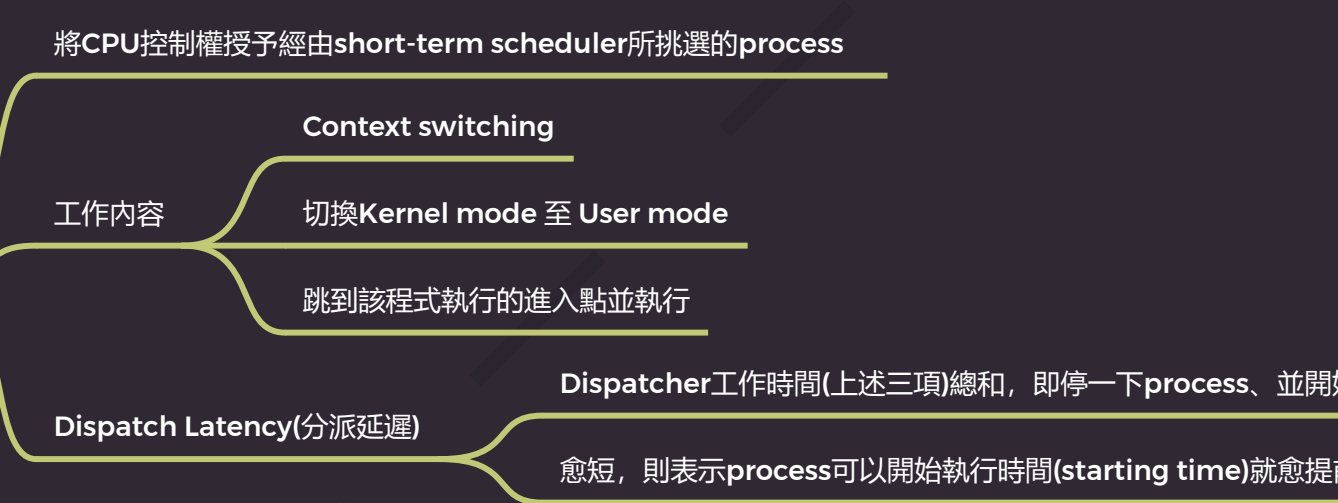 將CPU控制權授予經由short-term scheduler所挑選的process
Context switching
工作內容
切換Kernel mode 至 User mode
跳到該程式執行的進入點並執行
Dispatcher工作時間(上述三項)總和，即停一下process、並開
Dispatch Latency(分派延遲)
愈短，則表示process可以開始執行時間(starting time)就愈提